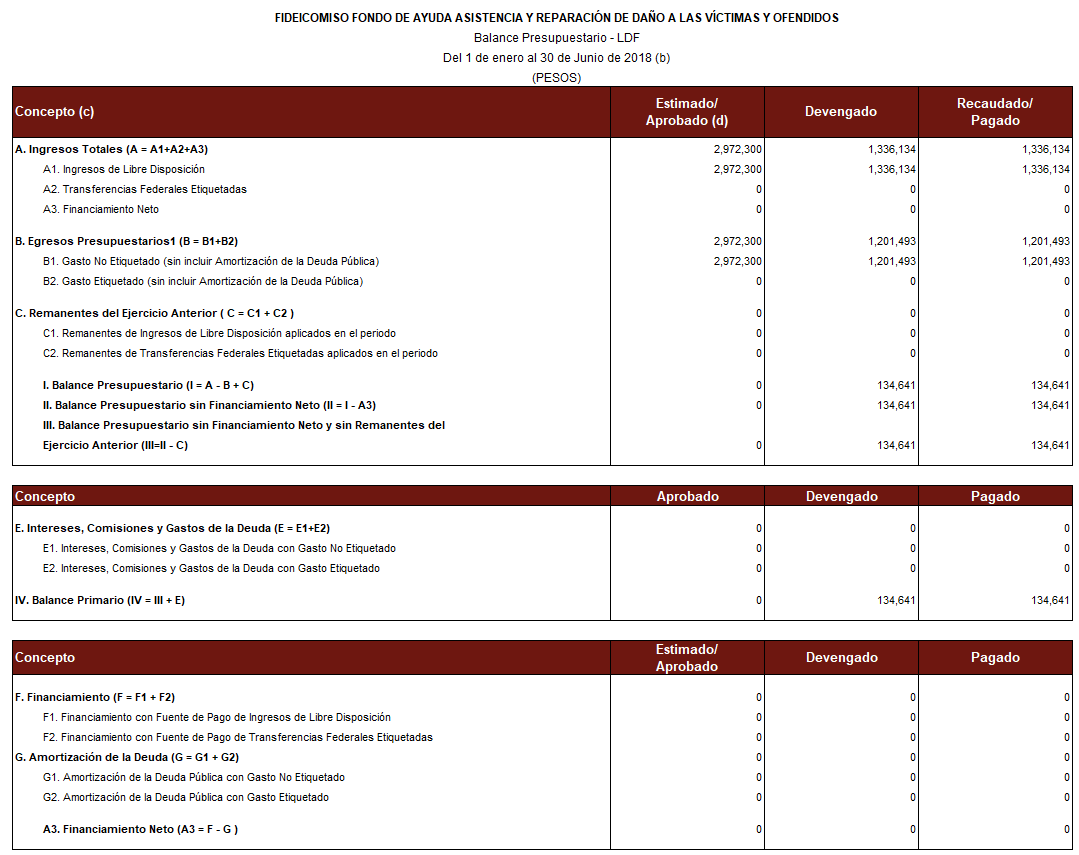 FIDEICOMISO FONDO DE AYUDA ASISTENCIA Y REPARACIÓN DE DAÑO A LAS VÍCTIMAS Y OFENDIDOS
Balance Presupuestario - LDF
Del 1 de enero al 30 de Junio de 2018 (b)
(PESOS)
Concepto (c) Estimado/ Aprobado (d) Devengado Recaudado/ Pagado
A. Ingresos Totales (A = A1+A2+A3) 2,972,300 1,336,134 1,336,134
A1. Ingresos de Libre Disposición 2,972,300 1,336,134 1,336,134
A2. Transferencias Federales Etiquetadas 0 0 0
A3. Financiamiento Neto 0 0 0
B. Egresos Presupuestarios1 (B = B1+B2) 2,972,300 1,201,493 1,201,493
B1. Gasto No Etiquetado (sin incluir Amortización de la Deuda Pública) 2,972,300 1,201,493 1,201,493
B2. Gasto Etiquetado (sin incluir Amortización de la Deuda Pública) 0 0 0
C. Remanentes del Ejercicio Anterior ( C = C1 + C2 ) 0 0 0
C1. Remanentes de Ingresos de Libre Disposición aplicados en el periodo 0 0 0
C2. Remanentes de Transferencias Federales Etiquetadas aplicados en el periodo 0 0 0
I. Balance Presupuestario (I = A - B + C) 0 134,641 134,641
II. Balance Presupuestario sin Financiamiento Neto (II = I - A3) 0 134,641 134,641
III. Balance Presupuestario sin Financiamiento Neto y sin Remanentes del
Ejercicio Anterior (III=II - C) 0 134,641 134,641
Concepto Aprobado Devengado Pagado
E. Intereses, Comisiones y Gastos de la Deuda (E = E1+E2) 0 0 0
E1. Intereses, Comisiones y Gastos de la Deuda con Gasto No Etiquetado 0 0 0
E2. Intereses, Comisiones y Gastos de la Deuda con Gasto Etiquetado 0 0 0
IV. Balance Primario (IV = III + E) 0 134,641 134,641
Concepto Estimado/ Aprobado Devengado Pagado
F. Financiamiento (F = F1 + F2) 0 0 0
F1. Financiamiento con Fuente de Pago de Ingresos de Libre Disposición 0 0 0
F2. Financiamiento con Fuente de Pago de Transferencias Federales Etiquetadas 0 0 0
G. Amortización de la Deuda (G = G1 + G2) 0 0 0
G1. Amortización de la Deuda Pública con Gasto No Etiquetado 0 0 0
G2. Amortización de la Deuda Pública con Gasto Etiquetado 0 0 0
A3. Financiamiento Neto (A3 = F - G ) 0 0 0